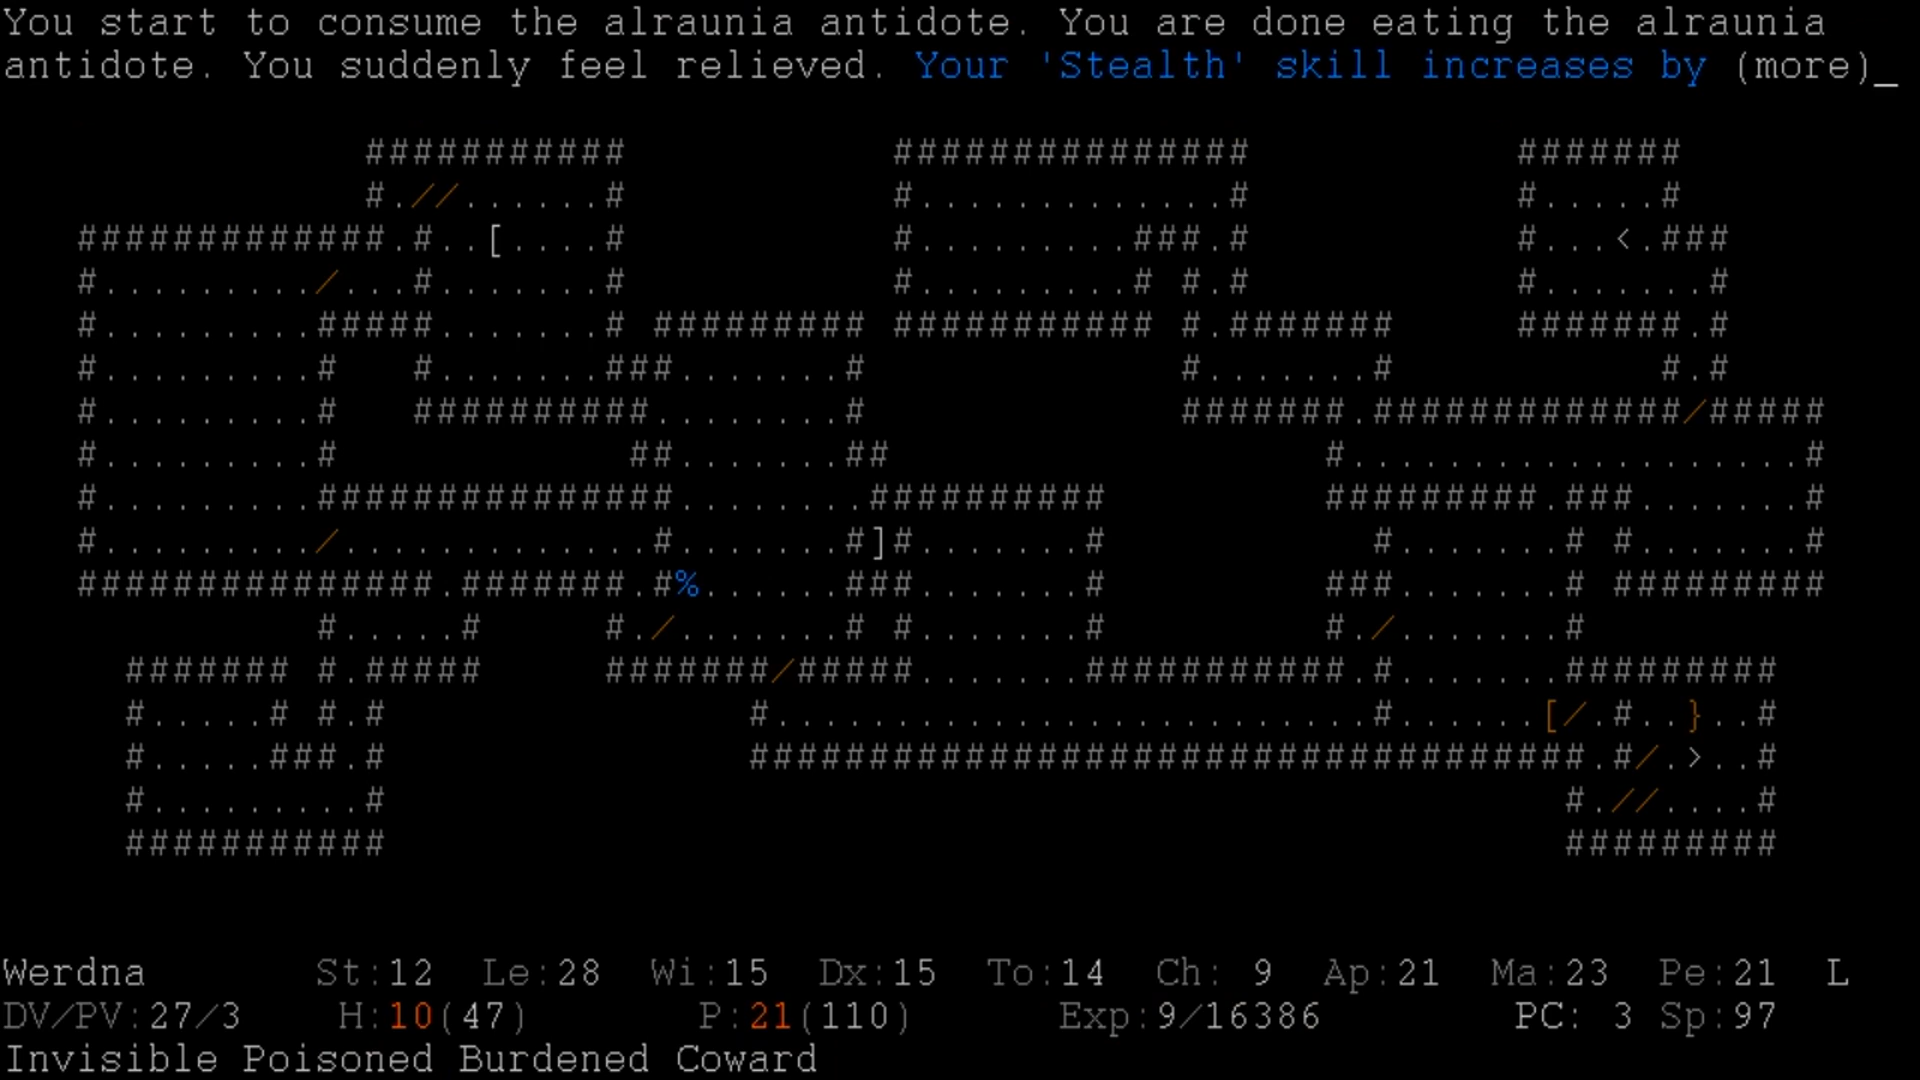 You start to consume the alraunia antidote. You are done eating the alraunia
antidote. You suddenly feel relieved. Your 'Stealth' skill increases by (more)_
###########           ###############           #######
#.//......#           #.............#           #.....#
#############.#..[....#           #.........###.#           #...<.###
#........./...#.......#           #.........# #.#           #.......#
#.........#####.......# ######### ########### #.#######     #######.#
#.........#   #.......###.......#             #.......#           #.#
#.........#   ##########........#             #######.#############/#####
#.........#            ##.......##                  #...................#
#.........###############........##########         #########.###.......#
#........./.............#.......#]#.......#           #.......# #.......#
###############.#######.#%......###.......#         ###.......# #########
#.....#     #./.......# #.......#         #./.......#
####### #.#####     #######/#####.......###########.#.......#########
#.....# #.#               #.........................#......[/.#..}..#
#.....###.#               ###################################.#/.>..#
#.........#                                                 #.//....#
###########                                                 #########
Werdna       St:12  Le:28  Wi:15  Dx:15  To:14  Ch: 9  Ap:21  Ma:23  Pe:21  L
DV/PV:27/3    H:10(47)       P:21(110)      Exp:9/16386        PC: 3 Sp:97
Invisible Poisoned Burdened Coward